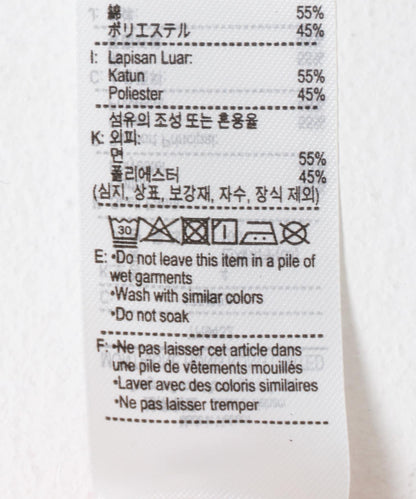 綿 55%
ポリエステル 45%
I: Lapisan Luar:
Katun 55%
Poliester 45%
섬유의 조성 또는 혼용율
K: 외피:
면 55%
폴리에스터 45%
(심지, 상표, 보강재, 자수, 장식 제외)
30
E: •Do not leave this item in a pile of
wet garments
•Wash with similar colors
•Do not soak
F: •Ne pas laisser cet article dans
une pile de vêtements mouillés
•Laver avec des coloris similaires
•Ne pas laisser tremper